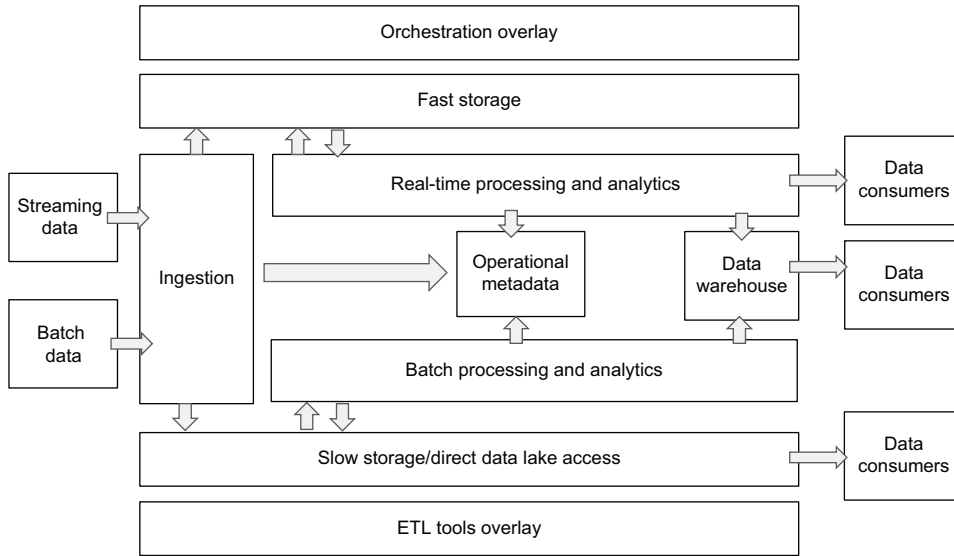 Orchestration overlay
Fast storage
Real-time processing and analytics
Data
consumers
Streaming
data
Ingestion
Operational
metadata
Data
warehouse
Data
consumers
Batch
data
Batch processing and analytics
Slow storage/direct data lake access
Data
consumers
ETL tools overlay